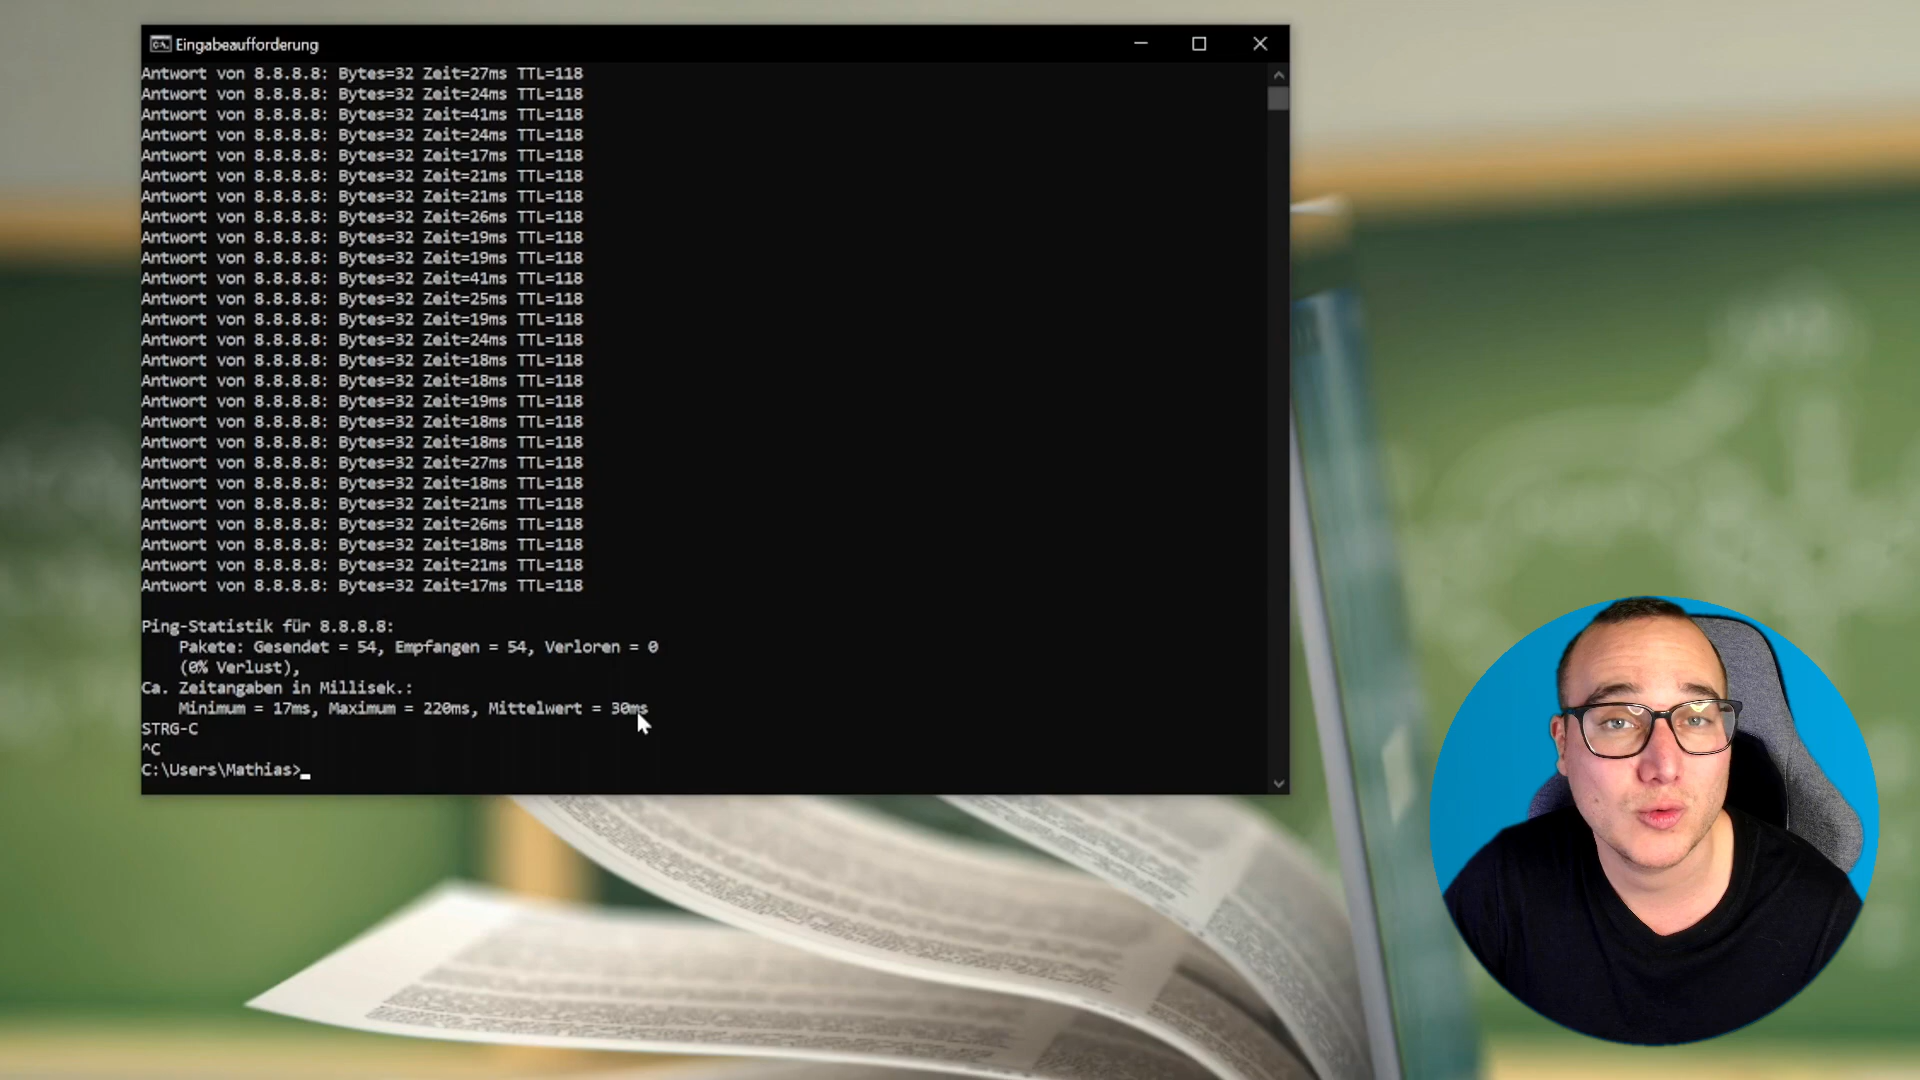 Eingabeaufforderung
Antwort von 8.8.8.8: Bytes=32 Zeit=27ms TTL=118
Antwort von 8.8.8.8: Bytes=32 Zeit=24ms TTL=118
Antwort von 8.8.8.8: Bytes=32 Zeit=41ms TTL=118
Antwort von 8.8.8.8: Bytes=32 Zeit=24ms TTL=118
Antwort von 8.8.8.8: Bytes=32 Zeit=17ms TTL=118
Antwort von 8.8.8.8: Bytes=32 Zeit=21ms TTL=118
Antwort von 8.8.8.8: Bytes=32 Zeit=21ms TTL=118
Antwort von 8.8.8.8: Bytes=32 Zeit=26ms TTL=118
Antwort von 8.8.8.8: Bytes=32 Zeit=19ms TTL=118
Antwort von 8.8.8.8: Bytes=32 Zeit=19ms TTL=118
Antwort von 8.8.8.8: Bytes=32 Zeit=41ms TTL=118
Antwort von 8.8.8.8: Bytes=32 Zeit=25ms TTL=118
Antwort von 8.8.8.8: Bytes=32 Zeit=19ms TTL=118
Antwort von 8.8.8.8: Bytes=32 Zeit=24ms TTL=118
Antwort von 8.8.8.8: Bytes=32 Zeit=18ms TTL=118
Antwort von 8.8.8.8: Bytes=32 Zeit=18ms TTL=118
Antwort von 8.8.8.8: Bytes=32 Zeit=19ms TTL=118
Antwort von 8.8.8.8: Bytes=32 Zeit=18ms TTL=118
Antwort von 8.8.8.8: Bytes=32 Zeit=18ms TTL=118
Antwort von 8.8.8.8: Bytes=32 Zeit=27ms TTL=118
Antwort von 8.8.8.8: Bytes=32 Zeit=18ms TTL=118
Antwort von 8.8.8.8: Bytes=32 Zeit=21ms TTL=118
Antwort von 8.8.8.8: Bytes=32 Zeit=26ms TTL=118
Antwort von 8.8.8.8: Bytes=32 Zeit=18ms TTL=118
Antwort von 8.8.8.8: Bytes=32 Zeit=21ms TTL=118
Antwort von 8.8.8.8: Bytes=32 Zeit=17ms TTL=118
Ping-Statistik für 8.8.8.8:
Pakete: Gesendet = 54, Empfangen = 54, Verloren = 0
(0% Verlust),
Ca. Zeitangaben in Millisek.:
Minimum = 17ms, Maximum = 220ms, Mittelwert = 30ms
STRG-C
^C
C:\Users\Mathias>_